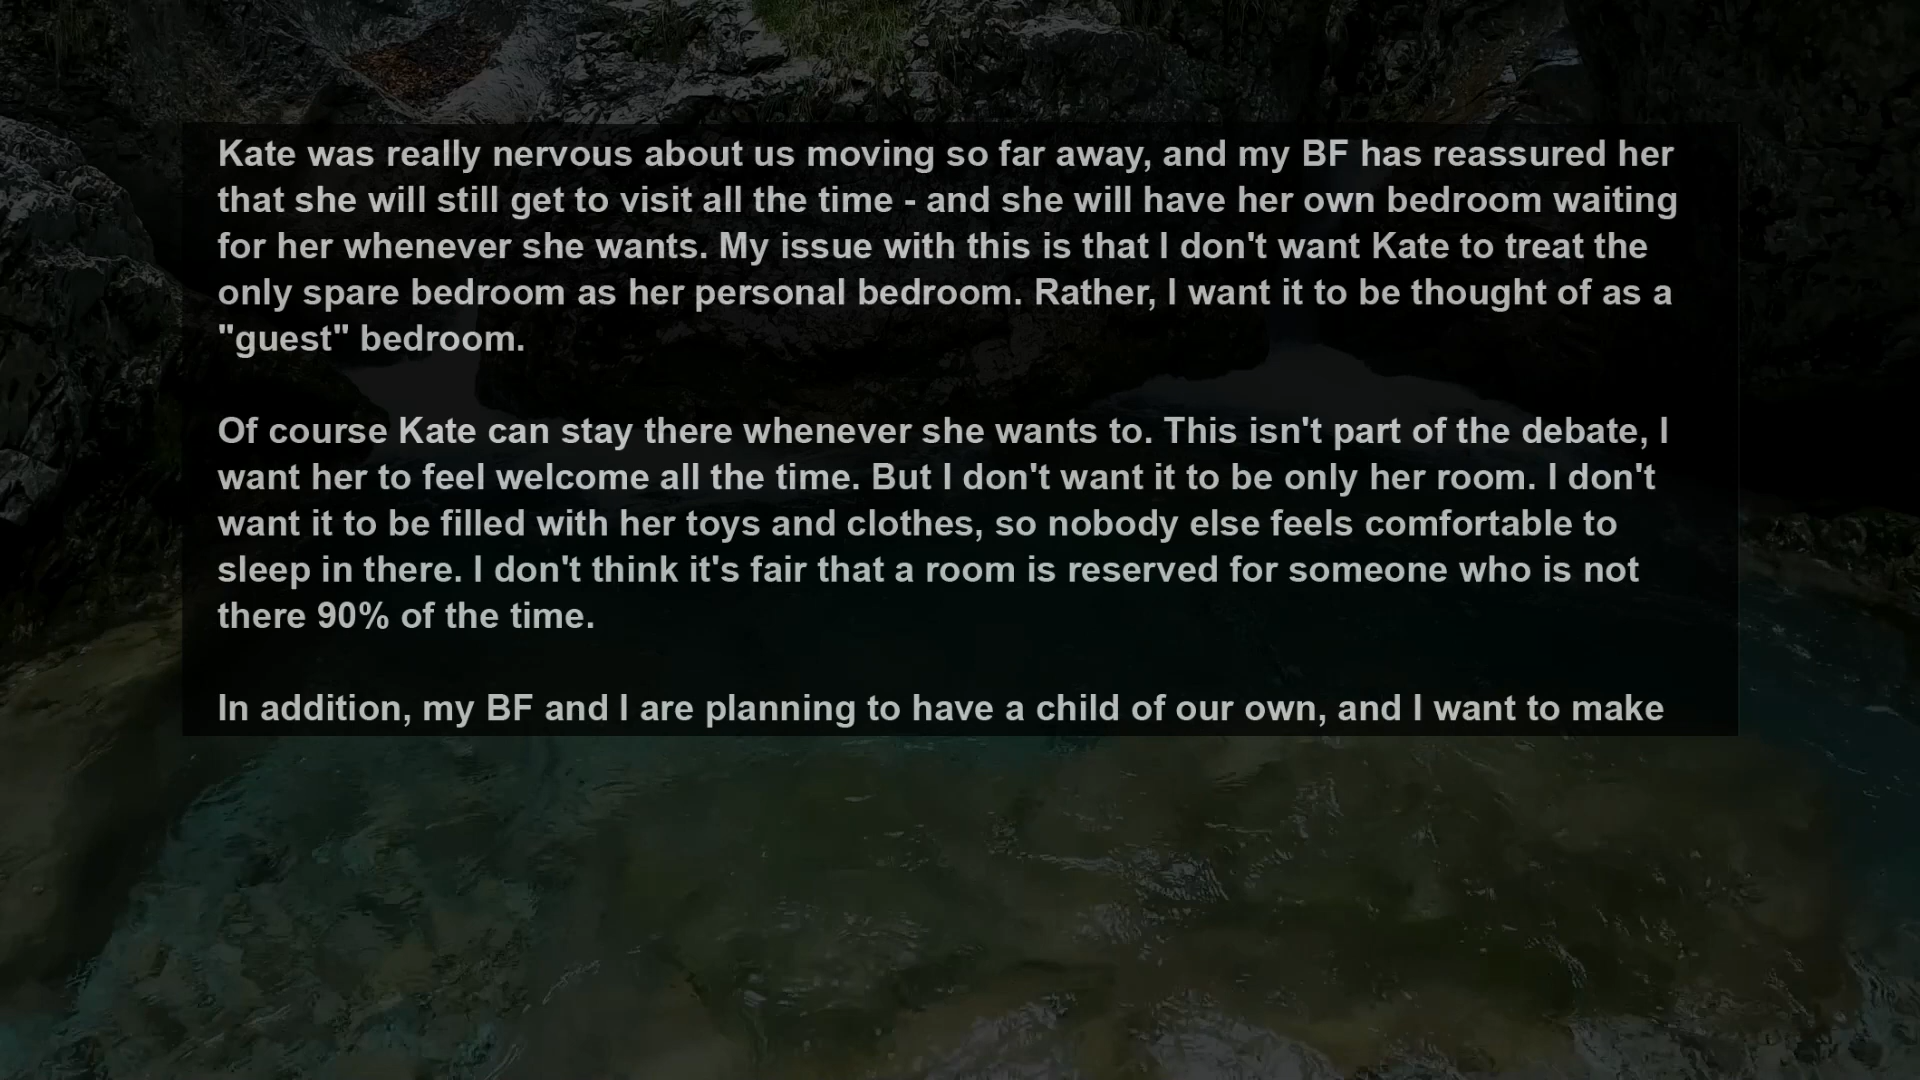 Kate was really nervous about us moving so far away, and my BF has reassured her
that she will still get to visit all the time - and she will have her own bedroom waiting
for her whenever she wants. My issue with this is that I don't want Kate to treat the
only spare bedroom as her personal bedroom. Rather, I want it to be thought of as a
"guest" bedroom.
Of course Kate can stay there whenever she wants to. This isn't part of the debate, I
want her to feel welcome all the time. But I don't want it to be only her room. I don't
want it to be filled with her toys and clothes, so nobody else feels comfortable to
sleep in there. I don't think it's fair that a room is reserved for someone who is not
there 90% of the time.
In addition, my BF and I are planning to have a child of our own, and I want to make